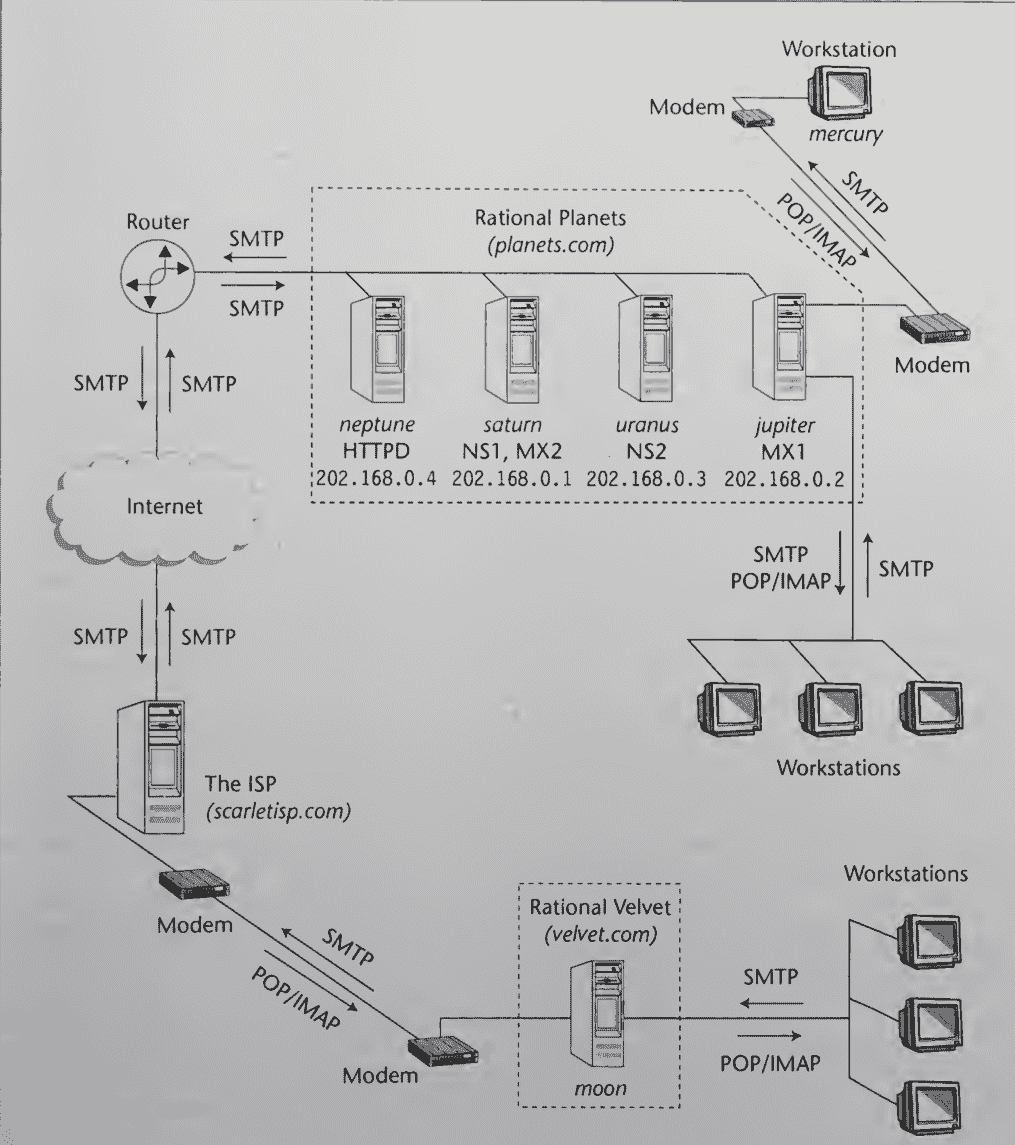 Workstation
Modem
mercury
SMTP
POP/IMAP
Rational Planets
(planets.com)
Router
SMTP
SMTP
Modem
neptune
HTTPD
202.168.0.4
saturn
NS1, MX2
202.168.0.1
uranus
NS2
202.168.0.3
jupiter
MX1
202.168.0.2
SMTP
SMTP
Internet
SMTP
POP/IMAP
SMTP
SMTP
SMTP
Workstations
The ISP
(scarletisp.com)
Modem
SMTP
POP/IMAP
Modem
Rational Velvet
(velvet.com)
moon
SMTP
POP/IMAP
Workstations